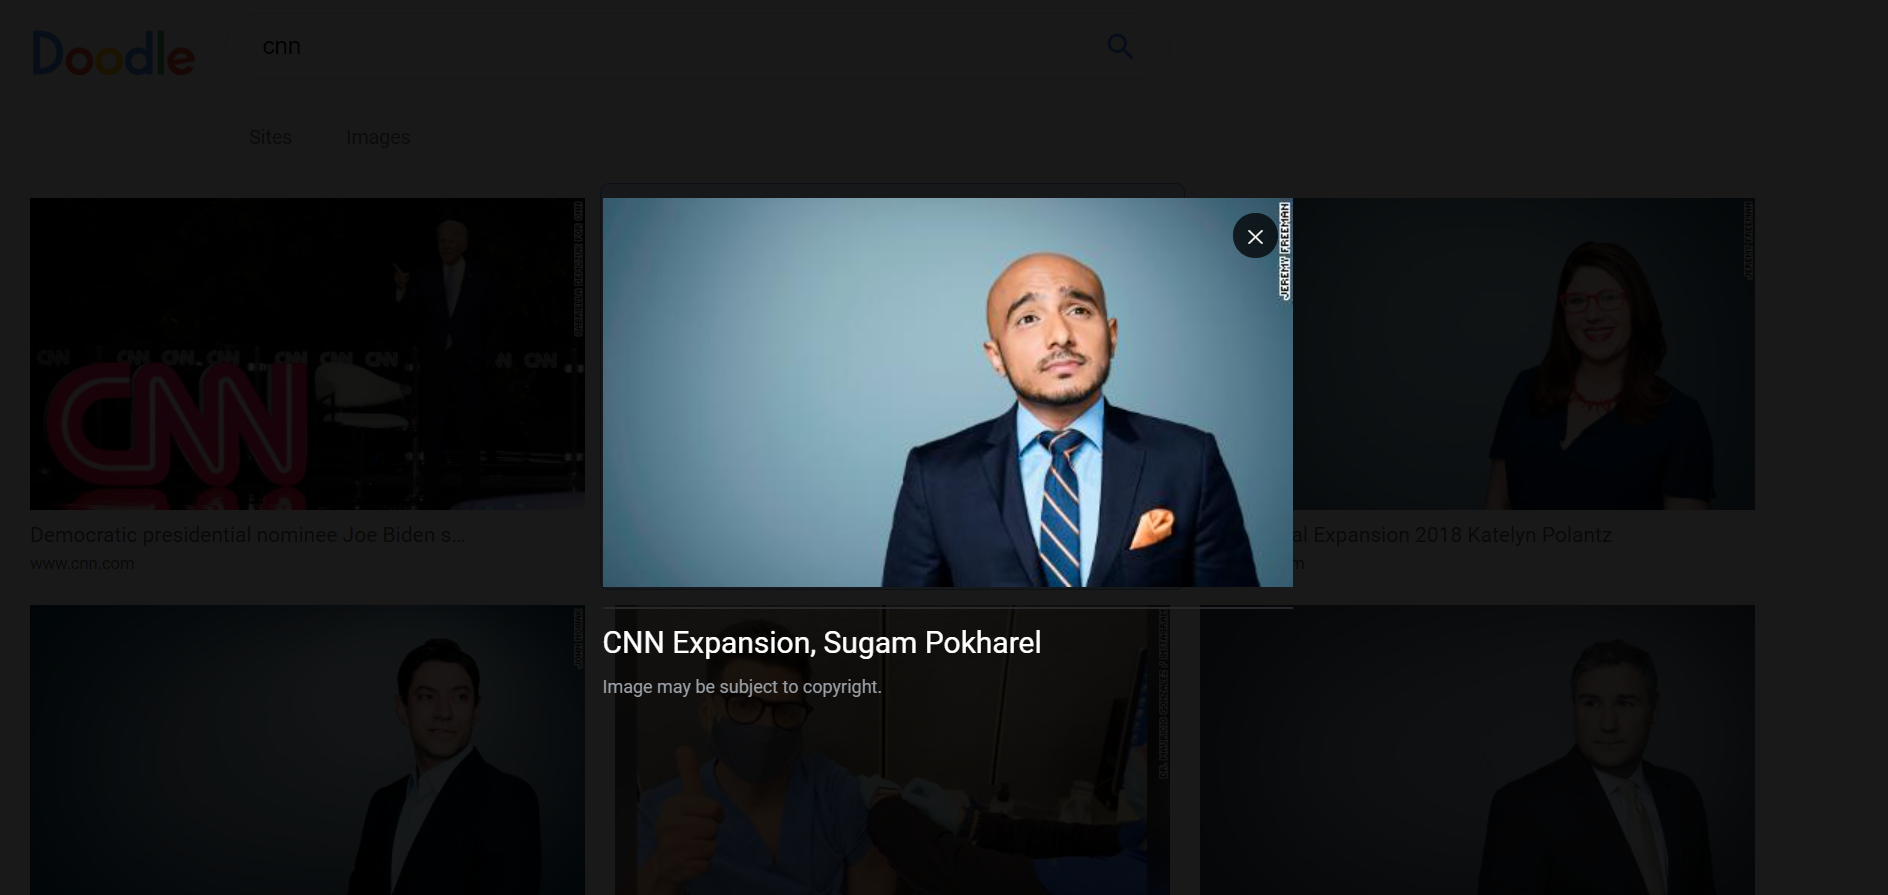 Doodle
cnn
Sites
Images
JEREMY FREEMAN
CNN
Democratic presidential nominee Joe Biden s...
www.cnn.com
al Expansion 2018 Katelyn Polantz
m
CNN Expansion, Sugam Pokharel
Image may be subject to copyright.